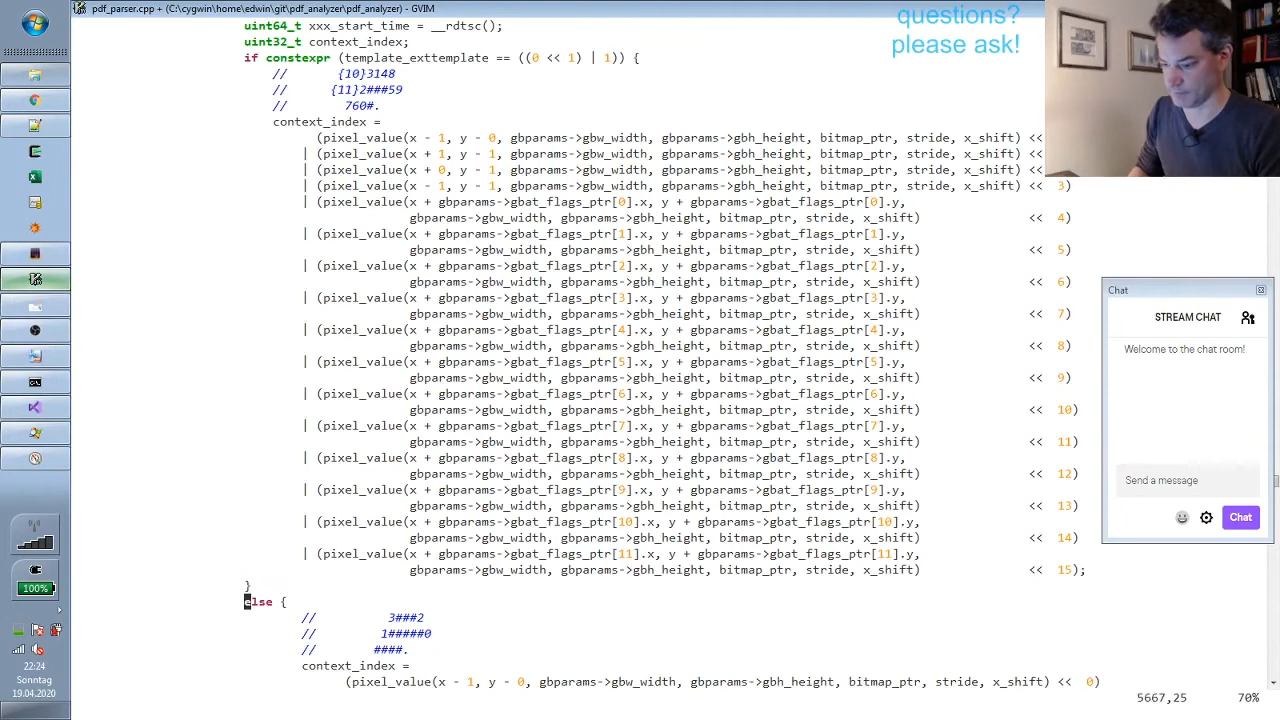 pdf_parser.cpp + (C:\cygwin\home\edwin\git\pdf_analyzer\pdf_analyzer) - GVIM
questions?
please ask!
uint64_t xxx_start_time = __rdtsc();
uint32_t context_index;
if constexpr (template_exttemplate == ((0 << 1) | 1)) {
// {10}3148
// {11}2###59
// 760#.
context_index =
(pixel_value(x - 1, y - 0, gbparams->gbw_width, gbparams->gbh_height, bitmap_ptr, stride, x_shift) <<
| (pixel_value(x + 1, y - 1, gbparams->gbw_width, gbparams->gbh_height, bitmap_ptr, stride, x_shift) <<
| (pixel_value(x + 0, y - 1, gbparams->gbw_width, gbparams->gbh_height, bitmap_ptr, stride, x_shift) <<
| (pixel_value(x - 1, y - 1, gbparams->gbw_width, gbparams->gbh_height, bitmap_ptr, stride, x_shift) << 3)
| (pixel_value(x + gbparams->gbat_flags_ptr[0].x, y + gbparams->gbat_flags_ptr[0].y,
gbparams->gbw_width, gbparams->gbh_height, bitmap_ptr, stride, x_shift) << 4)
| (pixel_value(x + gbparams->gbat_flags_ptr[1].x, y + gbparams->gbat_flags_ptr[1].y,
gbparams->gbw_width, gbparams->gbh_height, bitmap_ptr, stride, x_shift) << 5)
| (pixel_value(x + gbparams->gbat_flags_ptr[2].x, y + gbparams->gbat_flags_ptr[2].y,
gbparams->gbw_width, gbparams->gbh_height, bitmap_ptr, stride, x_shift) << 6)
| (pixel_value(x + gbparams->gbat_flags_ptr[3].x, y + gbparams->gbat_flags_ptr[3].y,
gbparams->gbw_width, gbparams->gbh_height, bitmap_ptr, stride, x_shift) << 7)
| (pixel_value(x + gbparams->gbat_flags_ptr[4].x, y + gbparams->gbat_flags_ptr[4].y,
gbparams->gbw_width, gbparams->gbh_height, bitmap_ptr, stride, x_shift) << 8)
| (pixel_value(x + gbparams->gbat_flags_ptr[5].x, y + gbparams->gbat_flags_ptr[5].y,
gbparams->gbw_width, gbparams->gbh_height, bitmap_ptr, stride, x_shift) << 9)
| (pixel_value(x + gbparams->gbat_flags_ptr[6].x, y + gbparams->gbat_flags_ptr[6].y,
gbparams->gbw_width, gbparams->gbh_height, bitmap_ptr, stride, x_shift) << 10)
| (pixel_value(x + gbparams->gbat_flags_ptr[7].x, y + gbparams->gbat_flags_ptr[7].y,
gbparams->gbw_width, gbparams->gbh_height, bitmap_ptr, stride, x_shift) << 11)
| (pixel_value(x + gbparams->gbat_flags_ptr[8].x, y + gbparams->gbat_flags_ptr[8].y,
gbparams->gbw_width, gbparams->gbh_height, bitmap_ptr, stride, x_shift) << 12)
| (pixel_value(x + gbparams->gbat_flags_ptr[9].x, y + gbparams->gbat_flags_ptr[9].y,
gbparams->gbw_width, gbparams->gbh_height, bitmap_ptr, stride, x_shift) << 13)
| (pixel_value(x + gbparams->gbat_flags_ptr[10].x, y + gbparams->gbat_flags_ptr[10].y,
gbparams->gbw_width, gbparams->gbh_height, bitmap_ptr, stride, x_shift) << 14)
| (pixel_value(x + gbparams->gbat_flags_ptr[11].x, y + gbparams->gbat_flags_ptr[11].y,
gbparams->gbw_width, gbparams->gbh_height, bitmap_ptr, stride, x_shift) << 15);
}
else {
// 3###2
// 1#####0
// ####.
context_index =
(pixel_value(x - 1, y - 0, gbparams->gbw_width, gbparams->gbh_height, bitmap_ptr, stride, x_shift) << 0)
5667,25 70%
Chat
STREAM CHAT
Welcome to the chat room!
Send a message
Chat
100%
22:24
Sonntag
19.04.2020